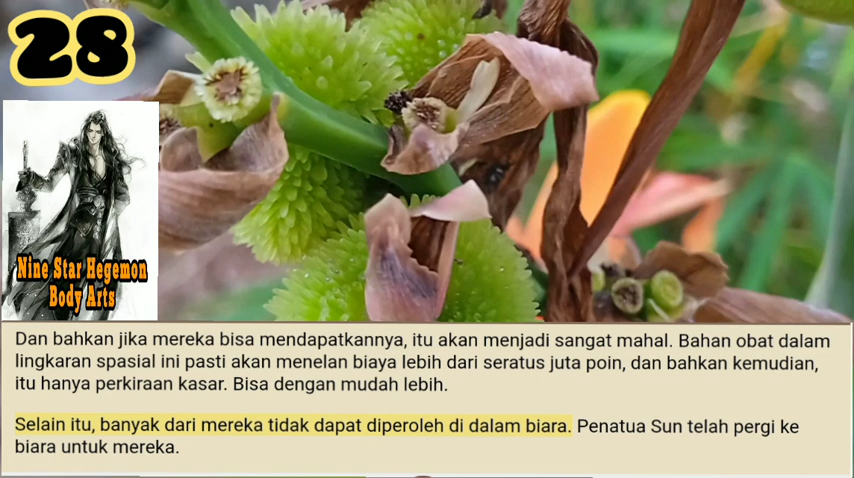 28
Nine Star Hegemon
Body Arts
Dan bahkan jika mereka bisa mendapatkannya, itu akan menjadi sangat mahal. Bahan obat dalam
lingkaran spasial ini pasti akan menelan biaya lebih dari seratus juta poin, dan bahkan kemudian,
itu hanya perkiraan kasar. Bisa dengan mudah lebih.
Selain itu, banyak dari mereka tidak dapat diperoleh di dalam biara. Penatua Sun telah pergi ke
biara untuk mereka.